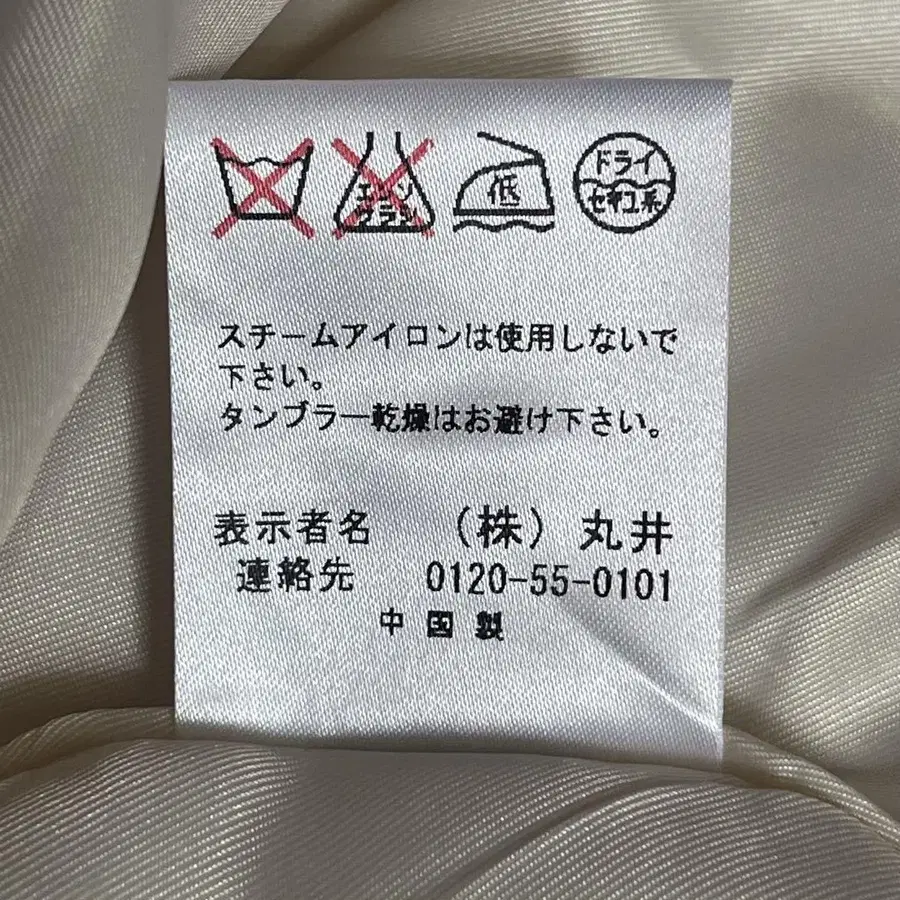 エンソ
サラシ
低
ドライ
セキユ系
スチームアイロンは使用しないで
下さい。
タンブラー乾燥はお避け下さい。
表示者名 （株）丸井
連絡先 0120-55-0101
中国製